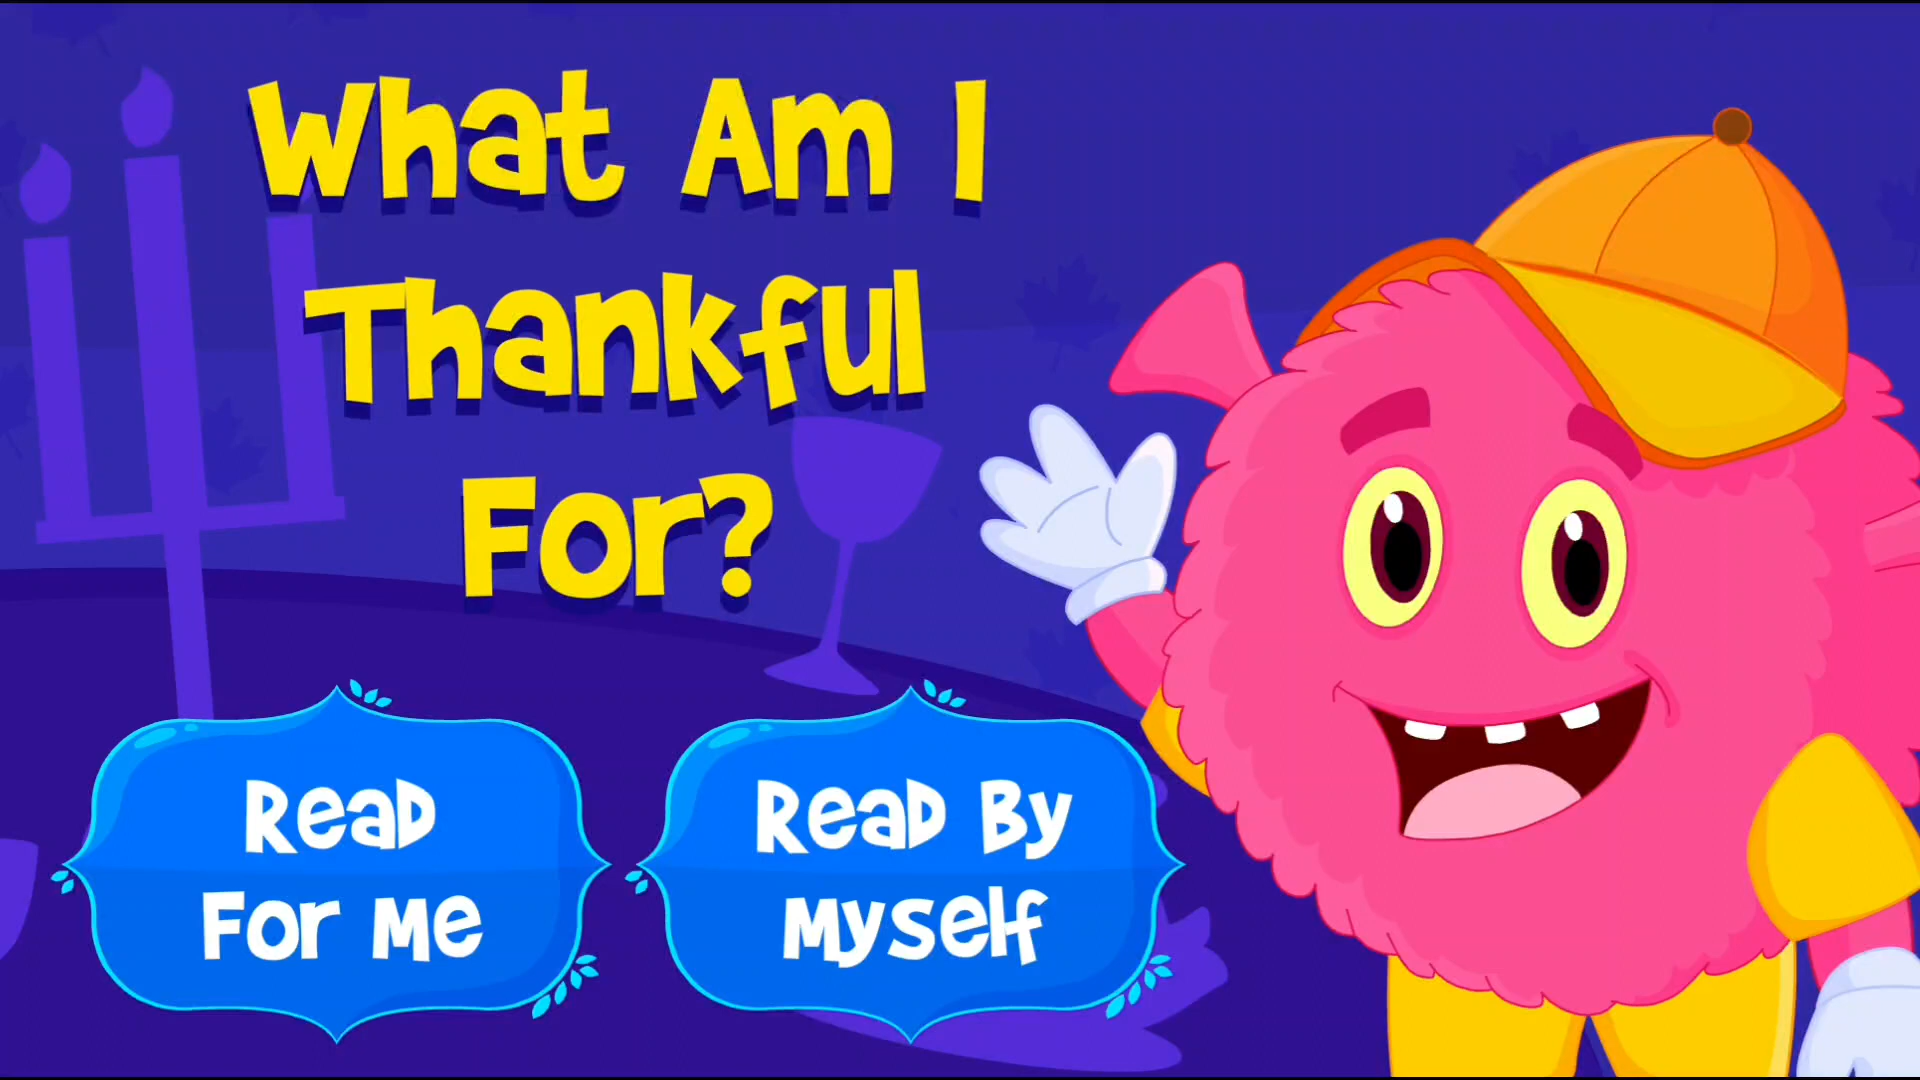 What Am I
Thankful
For?
Read
For Me
Read By
Myself